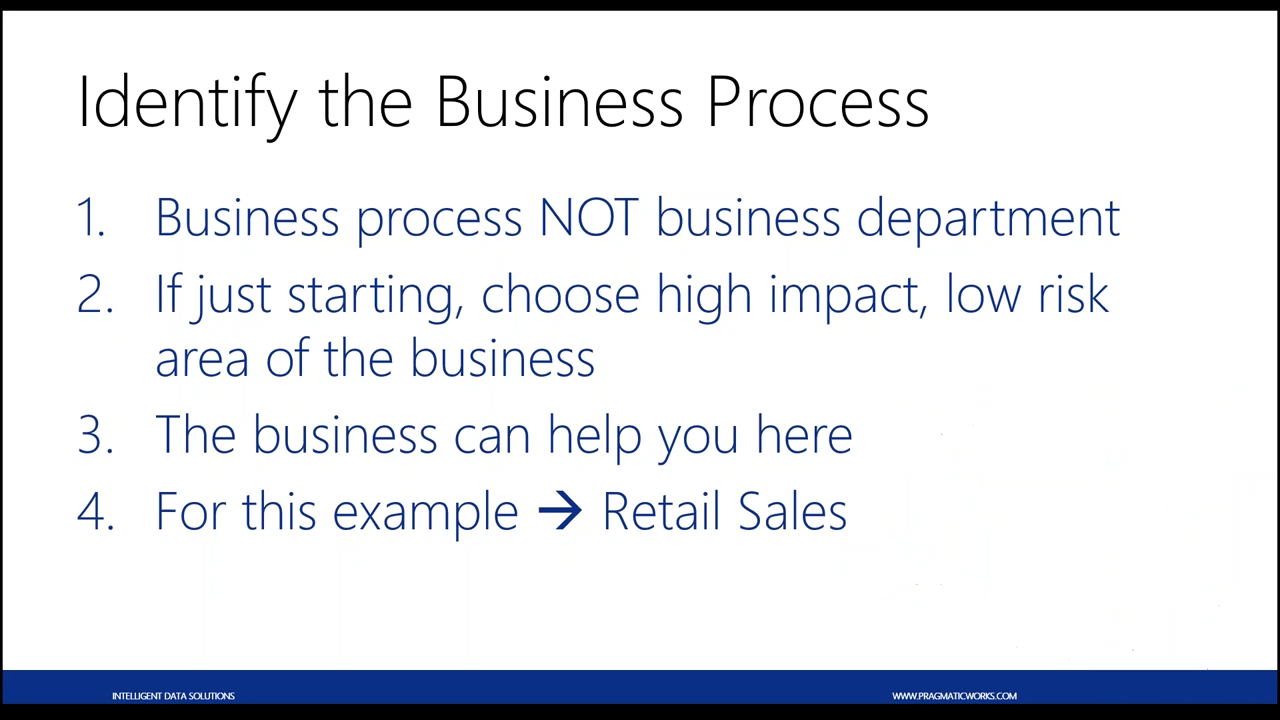 Identify the Business Process
1. Business process NOT business department
2. If just starting, choose high impact, low risk
area of the business
3. The business can help you here
4. For this example → Retail Sales
INTELLIGENT DATA SOLUTIONS
WWW.PRAGMATICWORKS.COM